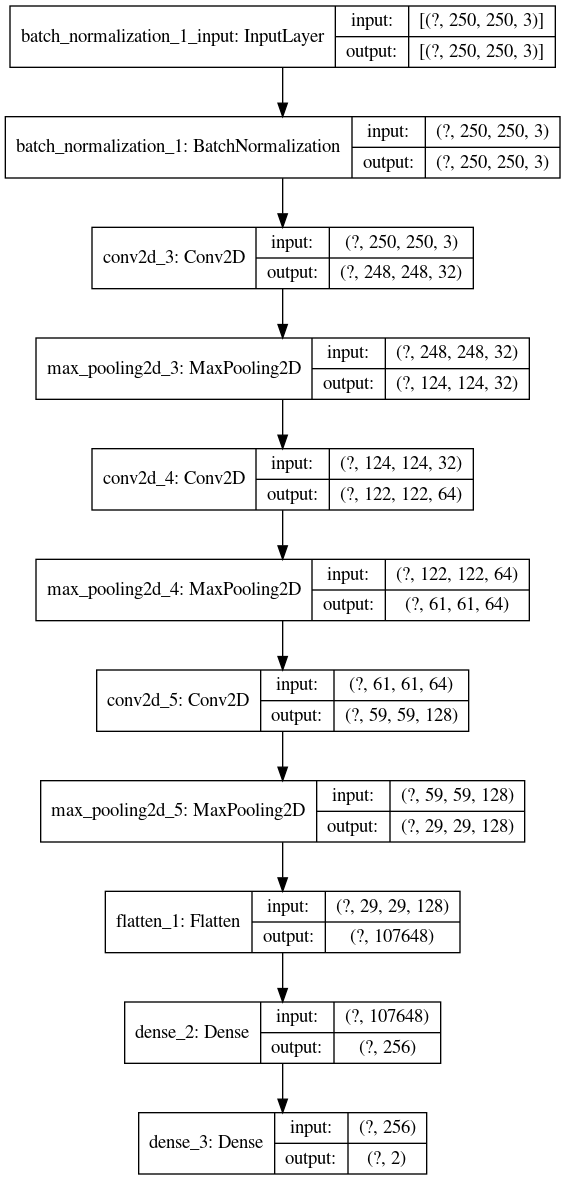 batch_normalization_1_input: InputLayer
input:
[(?, 250, 250, 3)]
output:
[(?, 250, 250, 3)]
batch_normalization_1: BatchNormalization
input:
(?, 250, 250, 3)
output:
(?, 250, 250, 3)
conv2d_3: Conv2D
input:
(?, 250, 250, 3)
output:
(?, 248, 248, 32)
max_pooling2d_3: MaxPooling2D
input:
(?, 248, 248, 32)
output:
(?, 124, 124, 32)
conv2d_4: Conv2D
input:
(?, 124, 124, 32)
output:
(?, 122, 122, 64)
max_pooling2d_4: MaxPooling2D
input:
(?, 122, 122, 64)
output:
(?, 61, 61, 64)
conv2d_5: Conv2D
input:
(?, 61, 61, 64)
output:
(?, 59, 59, 128)
max_pooling2d_5: MaxPooling2D
input:
(?, 59, 59, 128)
output:
(?, 29, 29, 128)
flatten_1: Flatten
input:
(?, 29, 29, 128)
output:
(?, 107648)
dense_2: Dense
input:
(?, 107648)
output:
(?, 256)
dense_3: Dense
input:
(?, 256)
output:
(?, 2)